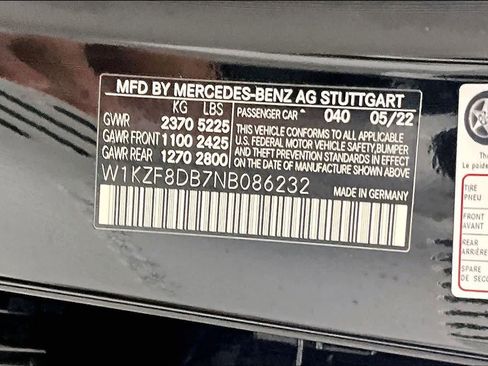 MFD BY MERCEDES-BENZ AG STUTTGART
KG LBS PASSENGER CAR 040 05/22
GVWR 2370 5225
GAWR FRONT 1100 2425
GAWR REAR 1270 2800
THIS VEHICLE CONFORMS TO ALL APPLICABLE
U.S. FEDERAL MOTOR VEHICLE SAFETY,BUMPER
AND THEFT PREVENTION STANDARDS IN EFFECT
ON THE DATE OF MANUFACTURE SHOWN ABOVE.
W1KZF8DB7NB086232
MADE IN GERMANY
TIRE
PNEU
FRONT
AVANT
REAR
ARRIÈRE
SPARE
DE